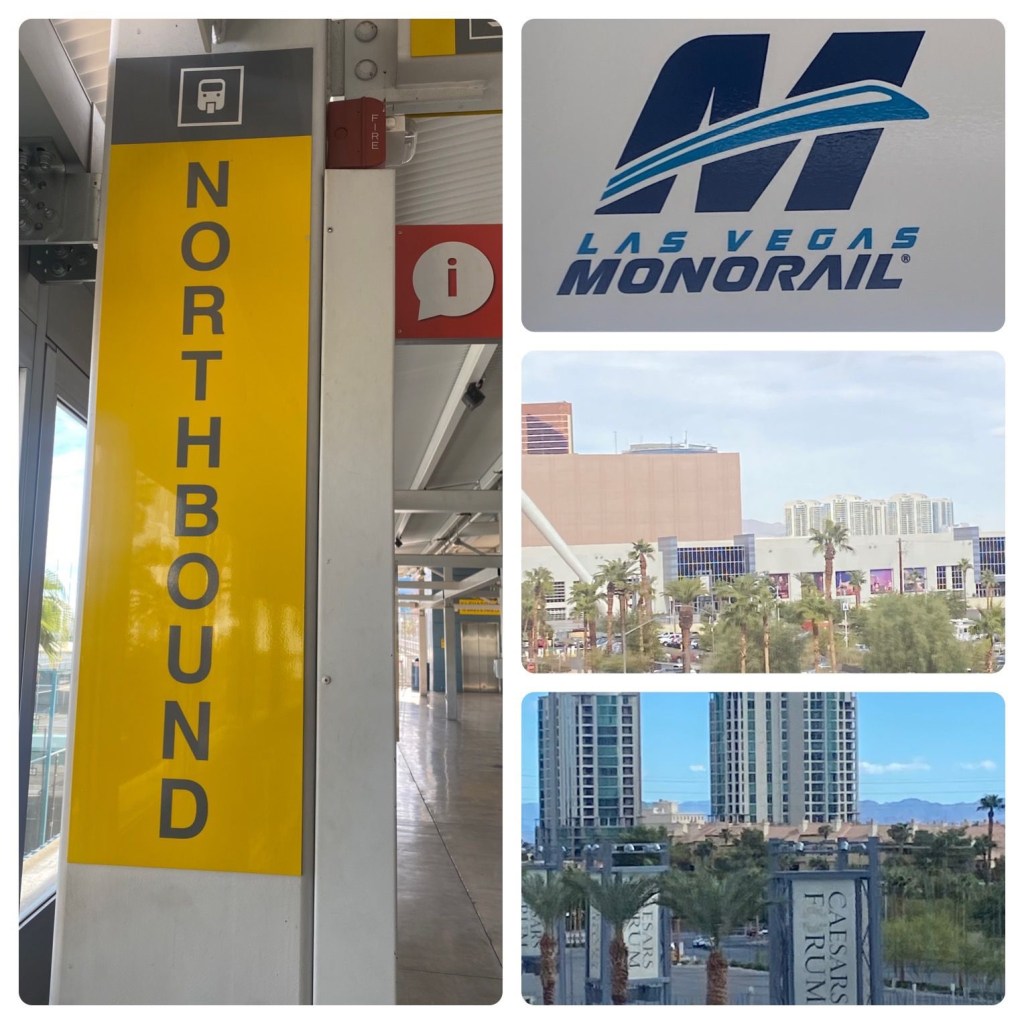 NORTHBOUND
FIRE
i
LAS VEGAS
MONORAIL®
CAESARS
FORUM
CAESARS
FORUM